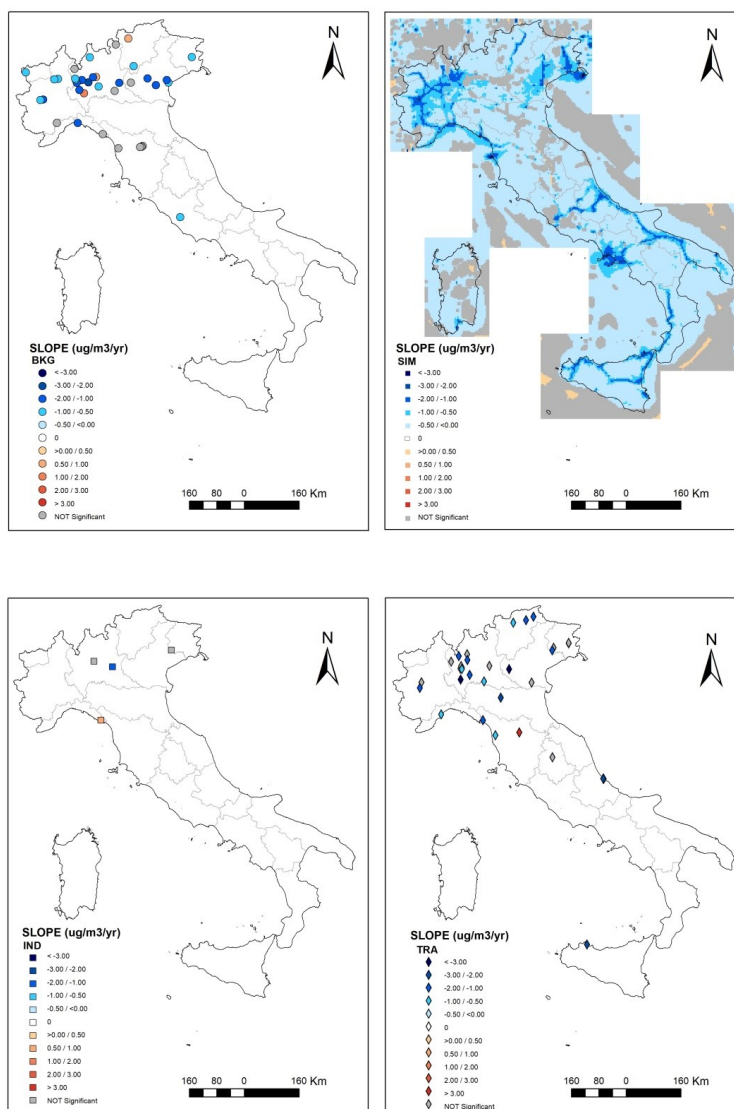 N
SLOPE (ug/m3/yr)
BKG
< -3.00
-3.00 / -2.00
-2.00 / -1.00
-1.00 / -0.50
-0.50 / <0.00
0
>0.00 / 0.50
0.50 / 1.00
1.00 / 2.00
2.00 / 3.00
> 3.00
NOT Significant
160 80 0 160 Km
N
SLOPE (ug/m3/yr)
SIM
< -3.00
-3.00 / -2.00
-2.00 / -1.00
-1.00 / -0.50
-0.50 / <0.00
0
>0.00 / 0.50
0.50 / 1.00
1.00 / 2.00
2.00 / 3.00
> 3.00
NOT Significant
160 80 0 160 Km
N
SLOPE (ug/m3/yr)
IND
< -3.00
-3.00 / -2.00
-2.00 / -1.00
-1.00 / -0.50
-0.50 / <0.00
0
>0.00 / 0.50
0.50 / 1.00
1.00 / 2.00
2.00 / 3.00
> 3.00
NOT Significant
160 80 0 160 Km
N
SLOPE (ug/m3/yr)
TRA
< -3.00
-3.00 / -2.00
-2.00 / -1.00
-1.00 / -0.50
-0.50 / <0.00
0
>0.00 / 0.50
0.50 / 1.00
1.00 / 2.00
2.00 / 3.00
> 3.00
NOT Significant
160 80 0 160 Km